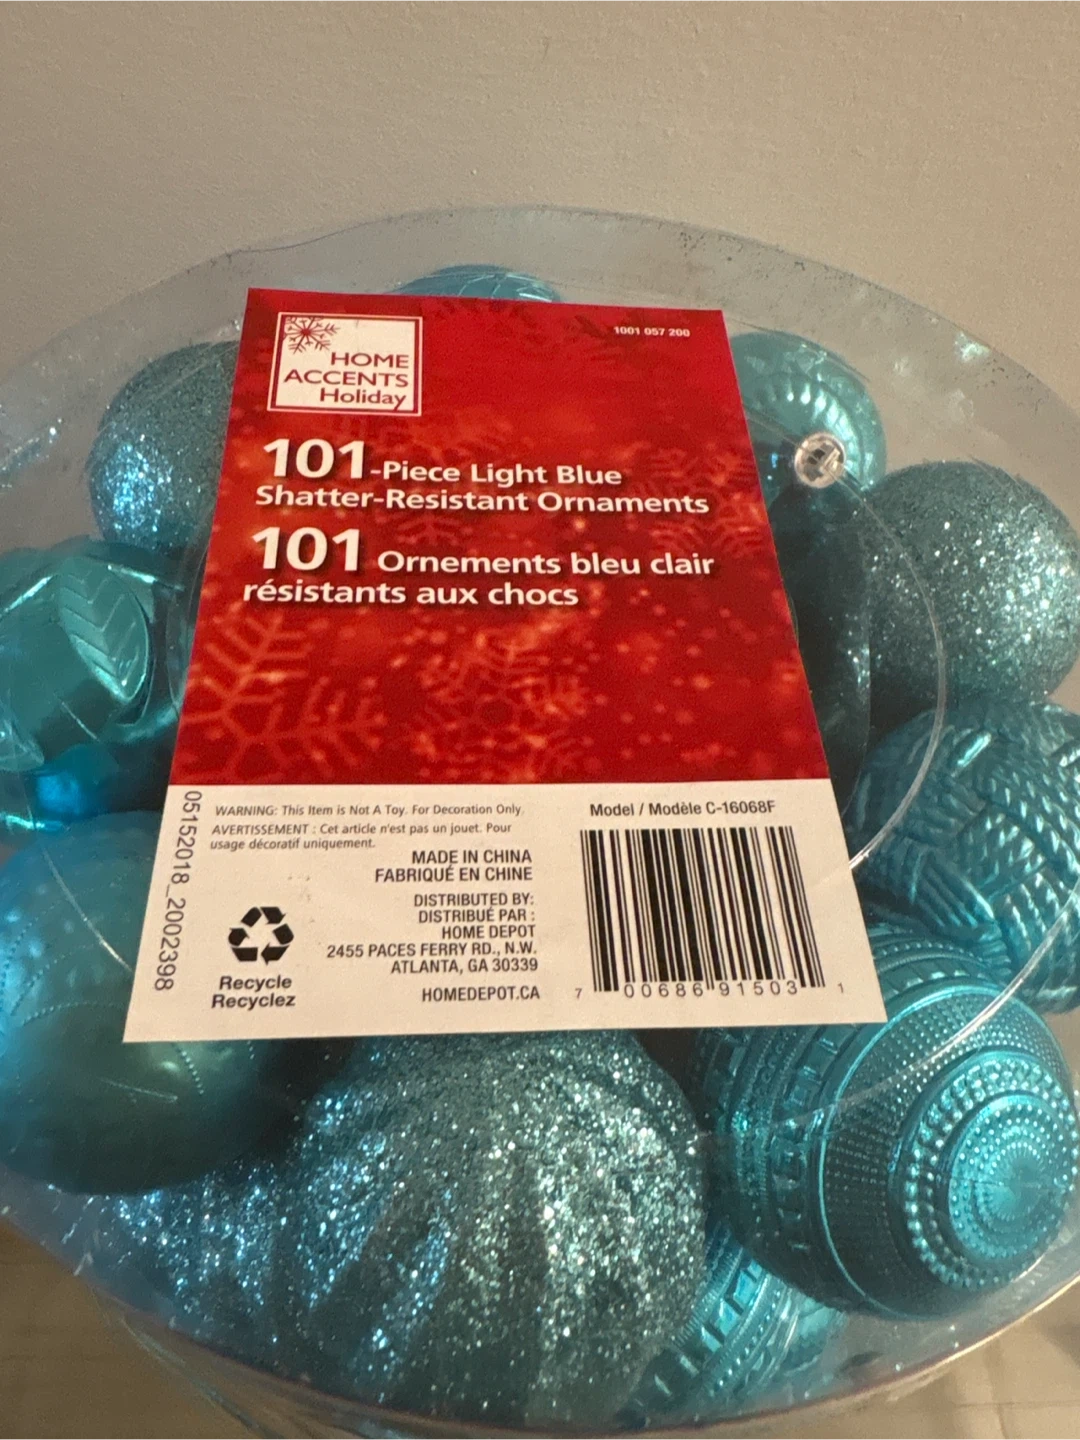 HOME
ACCENTS
Holiday
1001 057 200
101-Piece Light Blue
Shatter-Resistant Ornaments
101 Ornements bleu clair
résistants aux chocs
05152018_2002398
WARNING: This Item is Not A Toy. For Decoration Only.
AVERTISSEMENT : Cet article n'est pas un jouet. Pour
usage décoratif uniquement.
MADE IN CHINA
FABRIQUÉ EN CHINE
DISTRIBUTED BY:
DISTRIBUÉ PAR :
HOME DEPOT
2455 PACES FERRY RD., N.W.
ATLANTA, GA 30339
HOMEDEPOT.CA
Recycle
Recyclez
Model / Modèle C-16068F
7 00686 91503 1